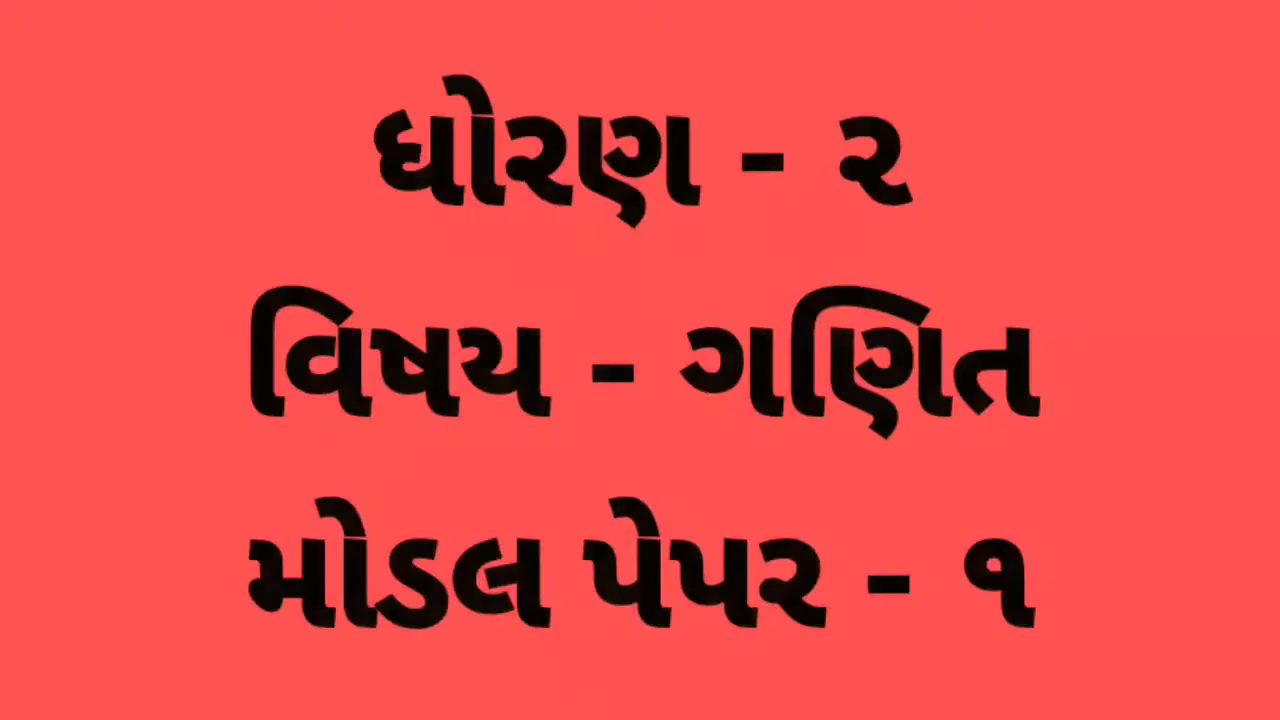 ધોરણ - ૨
વિષય - ગણિત
મોડલ પેપર - ૧